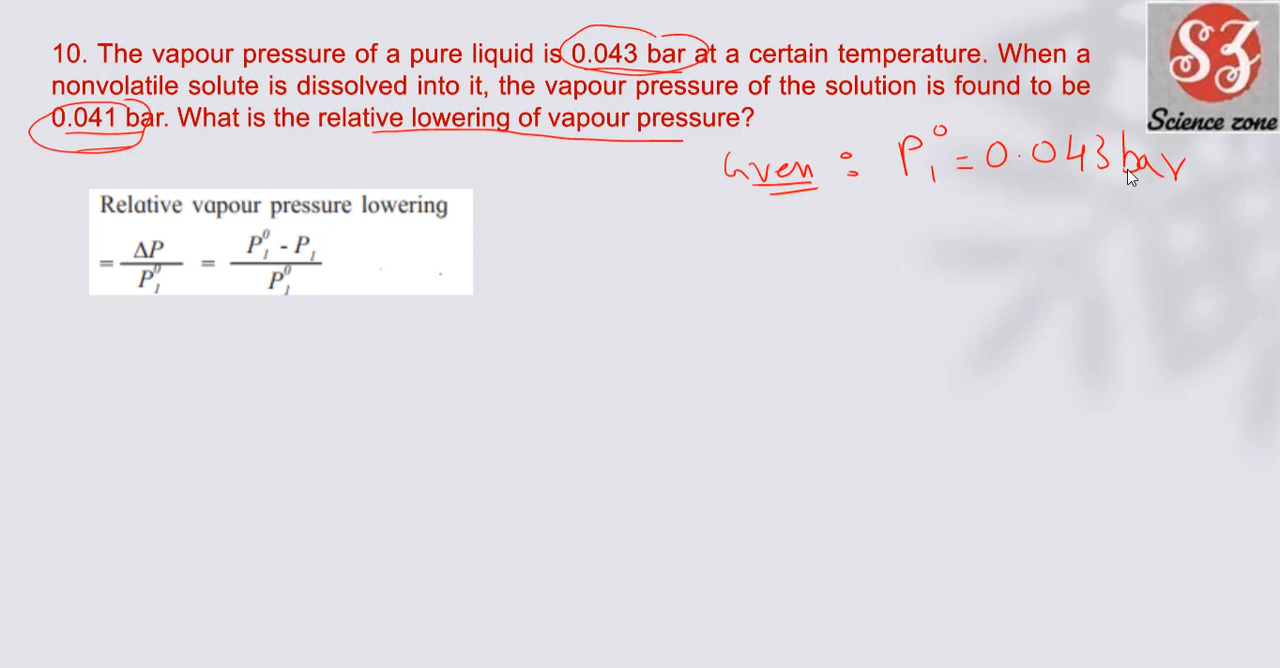 10. The vapour pressure of a pure liquid is 0.043 bar at a certain temperature. When a
nonvolatile solute is dissolved into it, the vapour pressure of the solution is found to be
0.041 bar. What is the relative lowering of vapour pressure?
SZ
Science zone
Given : P₁⁰ = 0.043 bar
Relative vapour pressure lowering
= ΔP / P₁⁰ = P₁⁰ - P₁ / P₁⁰